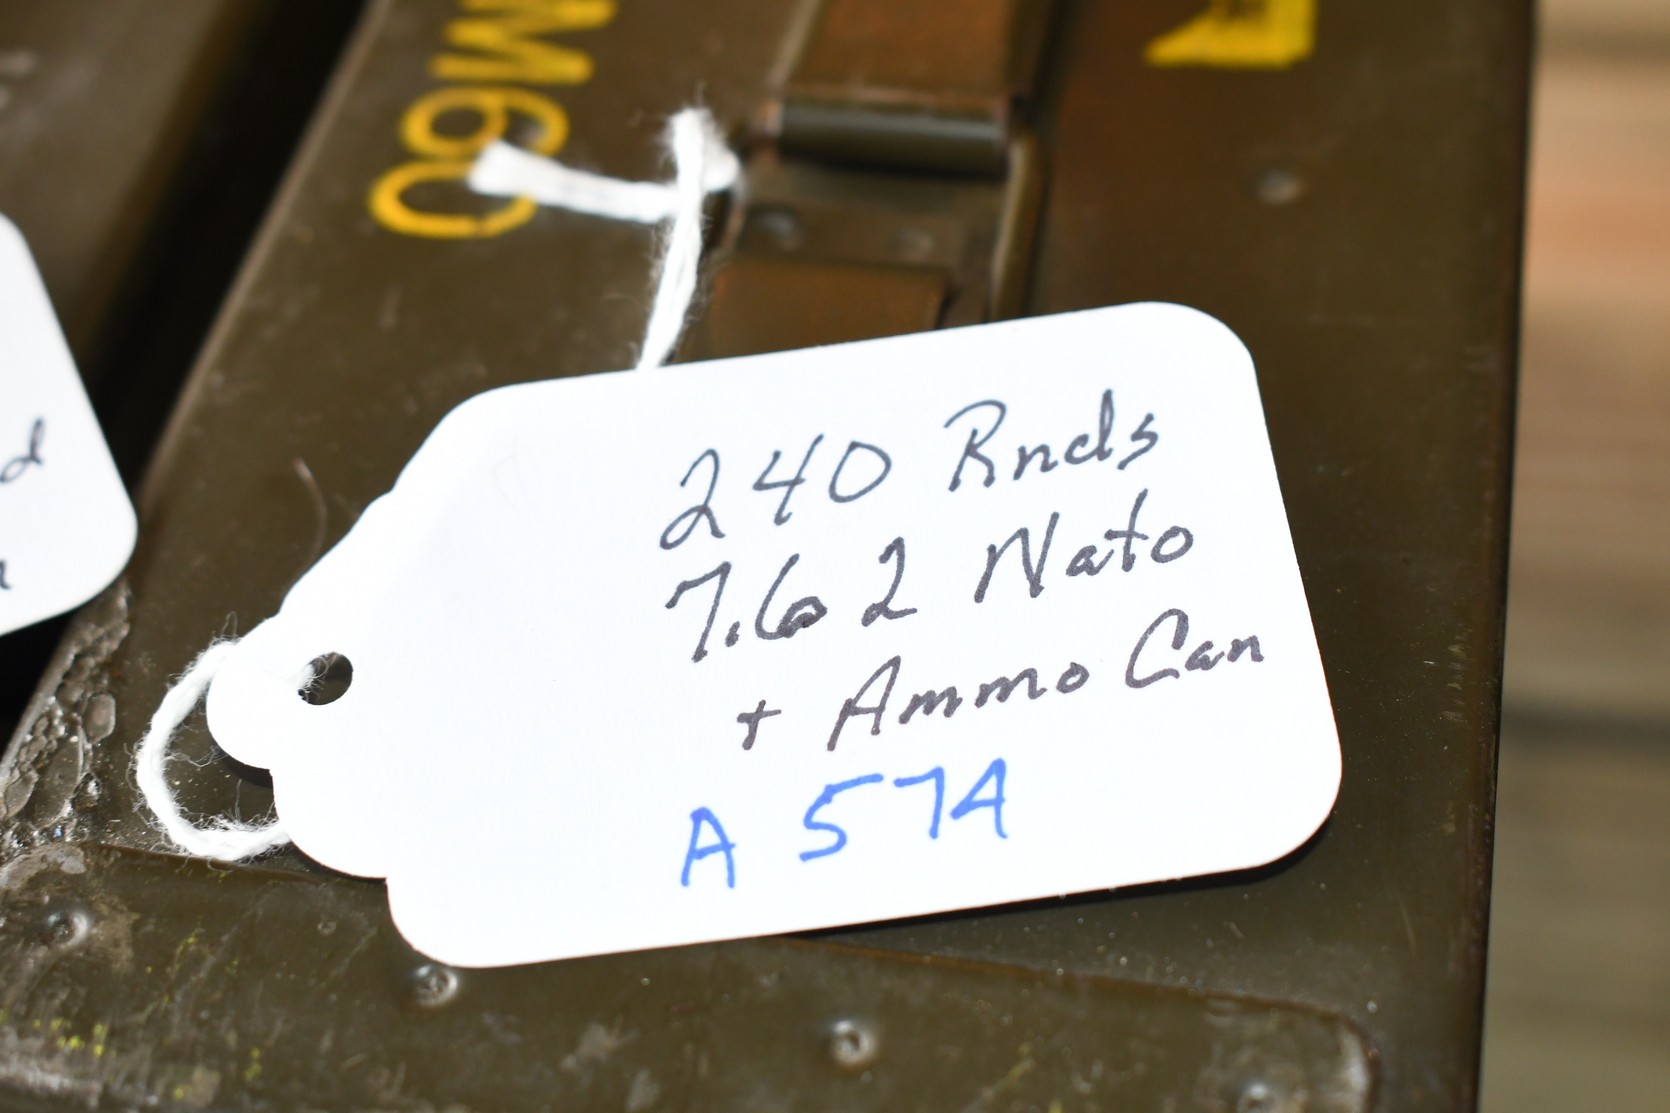 M60
d
240 Rnds
7.62 Nato
+ Ammo Can
A 574